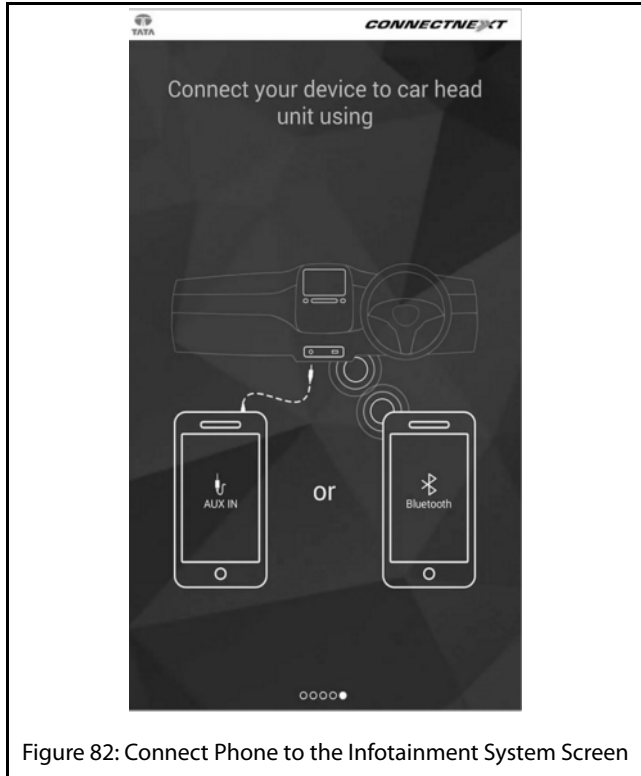 TATA
CONNECTNEXT
Connect your device to car head
unit using
AUX IN
or
Bluetooth
Figure 82: Connect Phone to the Infotainment System Screen